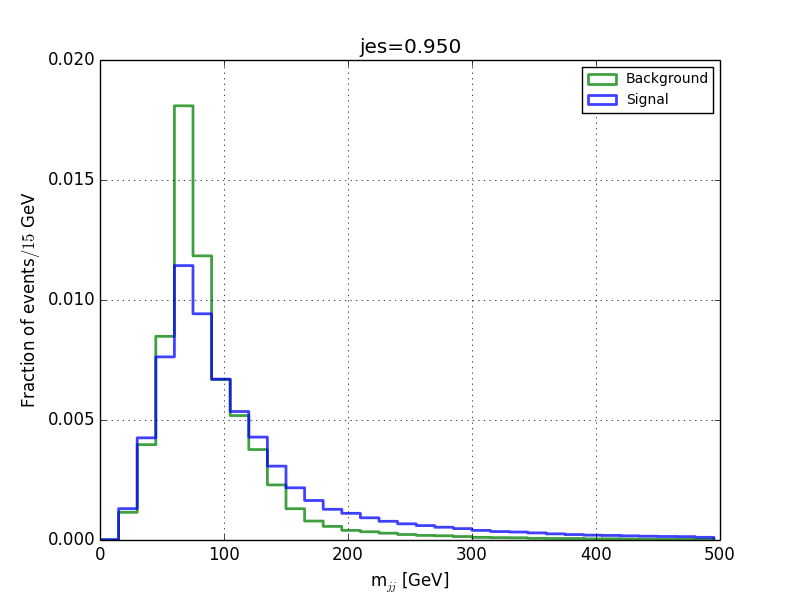 jes=0.950
0.020
0.015
0.010
0.005
0.000
Fraction of events/15 GeV
Background
Signal
0 100 200 300 400 500
m_jj [GeV]